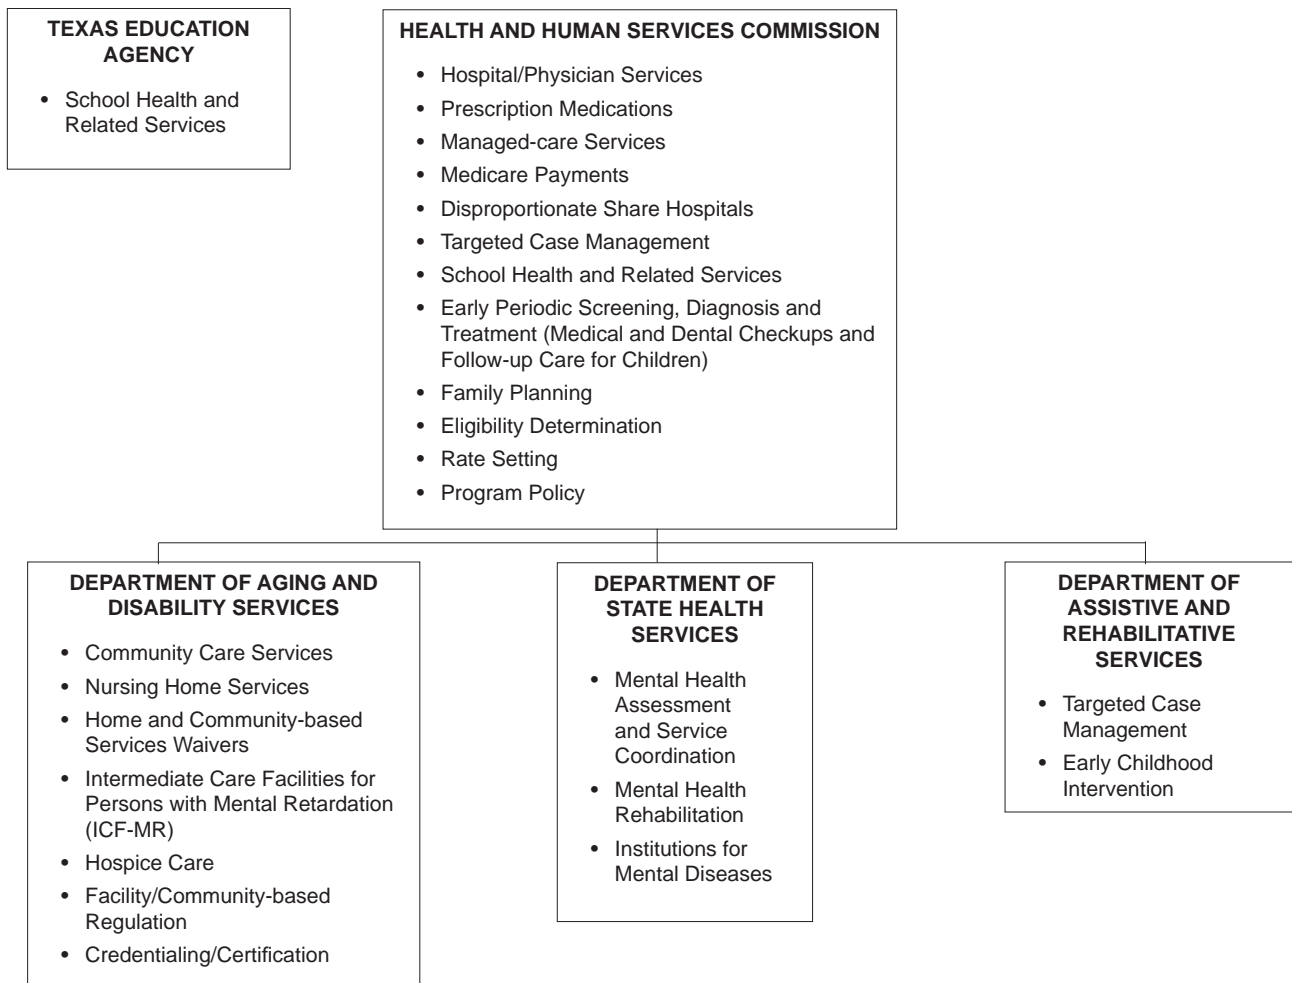 TEXAS EDUCATION
AGENCY
• School Health and
Related Services
HEALTH AND HUMAN SERVICES COMMISSION
• Hospital/Physician Services
• Prescription Medications
• Managed-care Services
• Medicare Payments
• Disproportionate Share Hospitals
• Targeted Case Management
• School Health and Related Services
• Early Periodic Screening, Diagnosis and
Treatment (Medical and Dental Checkups and
Follow-up Care for Children)
• Family Planning
• Eligibility Determination
• Rate Setting
• Program Policy
DEPARTMENT OF AGING AND
DISABILITY SERVICES
• Community Care Services
• Nursing Home Services
• Home and Community-based
Services Waivers
• Intermediate Care Facilities for
Persons with Mental Retardation
(ICF-MR)
• Hospice Care
• Facility/Community-based
Regulation
• Credentialing/Certification
DEPARTMENT OF
STATE HEALTH
SERVICES
• Mental Health
Assessment
and Service
Coordination
• Mental Health
Rehabilitation
• Institutions for
Mental Diseases
DEPARTMENT OF
ASSISTIVE AND
REHABILITATIVE
SERVICES
• Targeted Case
Management
• Early Childhood
Intervention